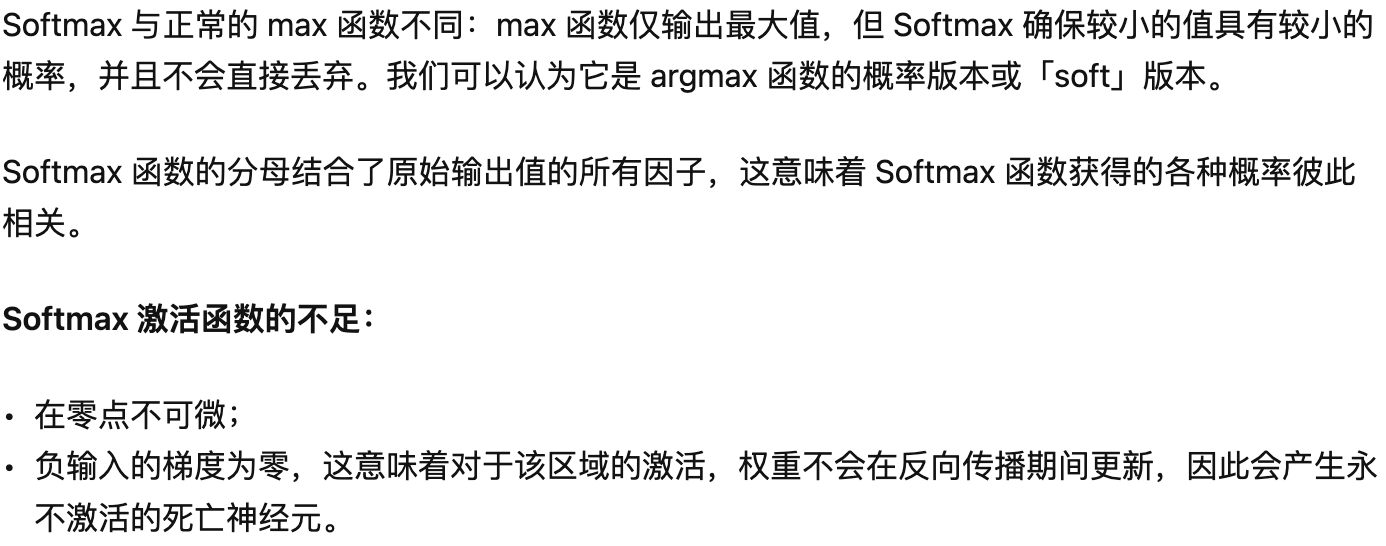 Softmax 与正常的 max 函数不同：max 函数仅输出最大值，但 Softmax 确保较小的值具有较小的
概率，并且不会直接丢弃。我们可以认为它是 argmax 函数的概率版本或「soft」版本。
Softmax 函数的分母结合了原始输出值的所有因子，这意味着 Softmax 函数获得的各种概率彼此
相关。
Softmax 激活函数的不足：
• 在零点不可微；
• 负输入的梯度为零，这意味着对于该区域的激活，权重不会在反向传播期间更新，因此会产生永
不激活的死亡神经元。